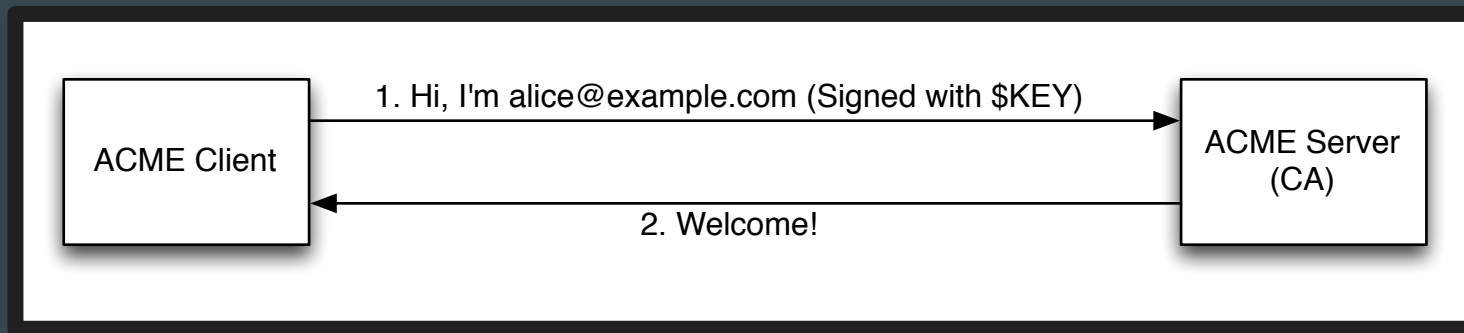 1. Hi, I'm alice@example.com (Signed with $KEY)
ACME Client
ACME Server
(CA)
2. Welcome!